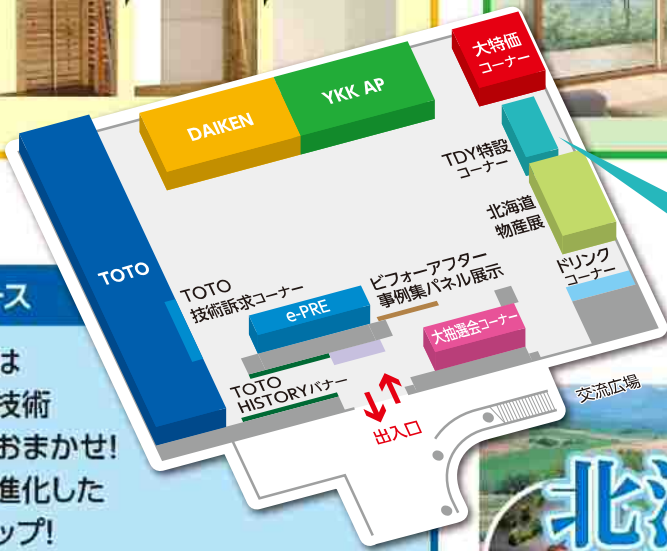 大特価
コーナー
YKK AP
DAIKEN
TDY特設
コーナー
北海道
物産展
ドリンク
コーナー
TOTO
TOTO
技術訴求コーナー
ビフォーアフター
事例集パネル展示
e-PRE
大抽選会コーナー
TOTO
HISTORYバナー
出入口
交流広場
ース
は
技術
おまかせ!
進化した
ップ!
北海